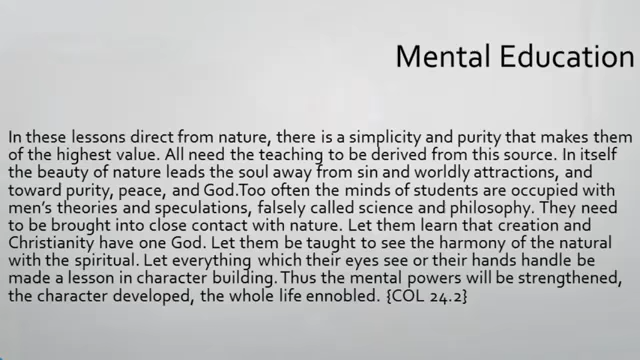 Mental Education
In these lessons direct from nature, there is a simplicity and purity that makes them
of the highest value. All need the teaching to be derived from this source. In itself
the beauty of nature leads the soul away from sin and worldly attractions, and
toward purity, peace, and God.Too often the minds of students are occupied with
men's theories and speculations, falsely called science and philosophy. They need
to be brought into close contact with nature. Let them learn that creation and
Christianity have one God. Let them be taught to see the harmony of the natural
with the spiritual. Let everything which their eyes see or their hands handle be
made a lesson in character building. Thus the mental powers will be strengthened,
the character developed, the whole life ennobled. {COL 24.2}